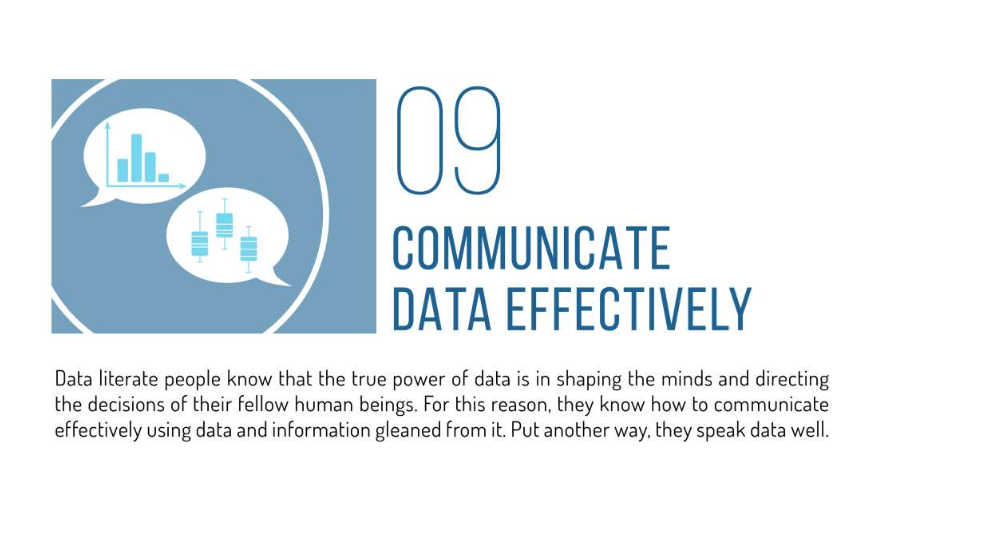 09
COMMUNICATE
DATA EFFECTIVELY
Data literate people know that the true power of data is in shaping the minds and directing
the decisions of their fellow human beings. For this reason, they know how to communicate
effectively using data and information gleaned from it. Put another way, they speak data well.